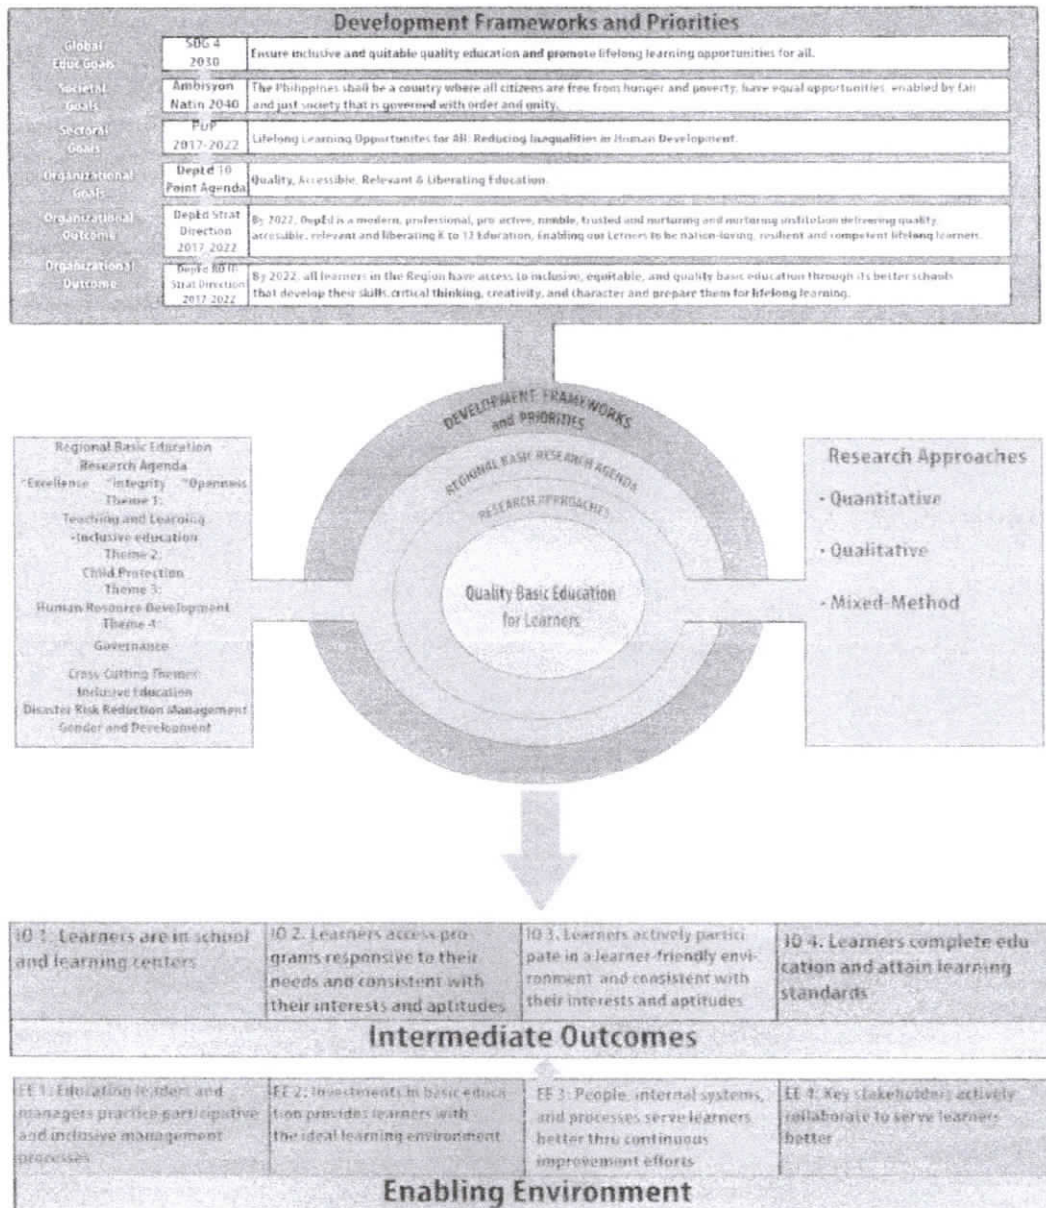 Development Frameworks and Priorities
Global
Educ Goals
SDG 4
2030
Ensure inclusive and quitable quality education and promote lifelong learning opportunities for all.
Societal
Goals
Ambisyon
Natin 2040
The Philippines shall be a country where all citizens are free from hunger and poverty, have equal opportunities, enabled by fair
and just society that is governed with order and unity.
Sectoral
Goals
PDP
2017-2022
Lifelong Learning Opportunites for All: Reducing Inequalities in Human Development.
Organizational
Goals
DepEd 10
Point Agenda
Quality, Accessible, Relevant & Liberating Education.
Organizational
Outcome
DepEd Strat
Direction
2017-2022
By 2022, DepEd is a modern, professional, pro active, nimble, trusted and nurturing and nurturing institution delivering quality,
accessible, relevant and liberating K to 12 Education, Enabling our Letners to be nation-loving, resilient and competent lifelong learners.
Organizational
Outcome
DepEd
Strat Direction
2017-2022
By 2022, all learners in the Region have access to inclusive, equitable, and quality basic education through its better schools
that develop their skills, critical thinking, creativity, and character and prepare them for lifelong learning.
DEVELOPMENT FRAMEWORKS
and PRIORITIES
REGIONAL BASIC RESEARCH AGENDA
RESEARCH APPROACHES
Quality Basic Education
for Learners
Regional Basic Education
Research Agenda
*Excellense *integrity *Openness
Theme 1:
Teaching and Learning
-Inclusive education
Theme 2:
Child Protection
Theme 3:
Human Resource Development
Theme 4:
Governance
Cross Cutting Themes
Inclusive Education
Disaster Risk Reduction Management
Gender and Development
Research Approaches
- Quantitative
- Qualitative
- Mixed-Method
IO 1. Learners are in school
and learning centers
IO 2. Learners access pro-
grams responsive to their
needs and consistent with
their interests and aptitudes
IO 3. Learners actively partici
pate in a learner-friendly envi-
ronment and consistent with
their interests and aptitudes
IO 4. Learners complete edu
cation and attain learning
standards
Intermediate Outcomes
EE 1: Education leaders and
managers practice participative
and inclusive management
processes
EE 2: Investments in basic educa
tion provides learners with
the ideal learning environment
EE 3: People, internal systems,
and processes serve learners
better thru continuous
improvement efforts
EE 4: Key stakeholders actively
collaborate to serve learners
better
Enabling Environment